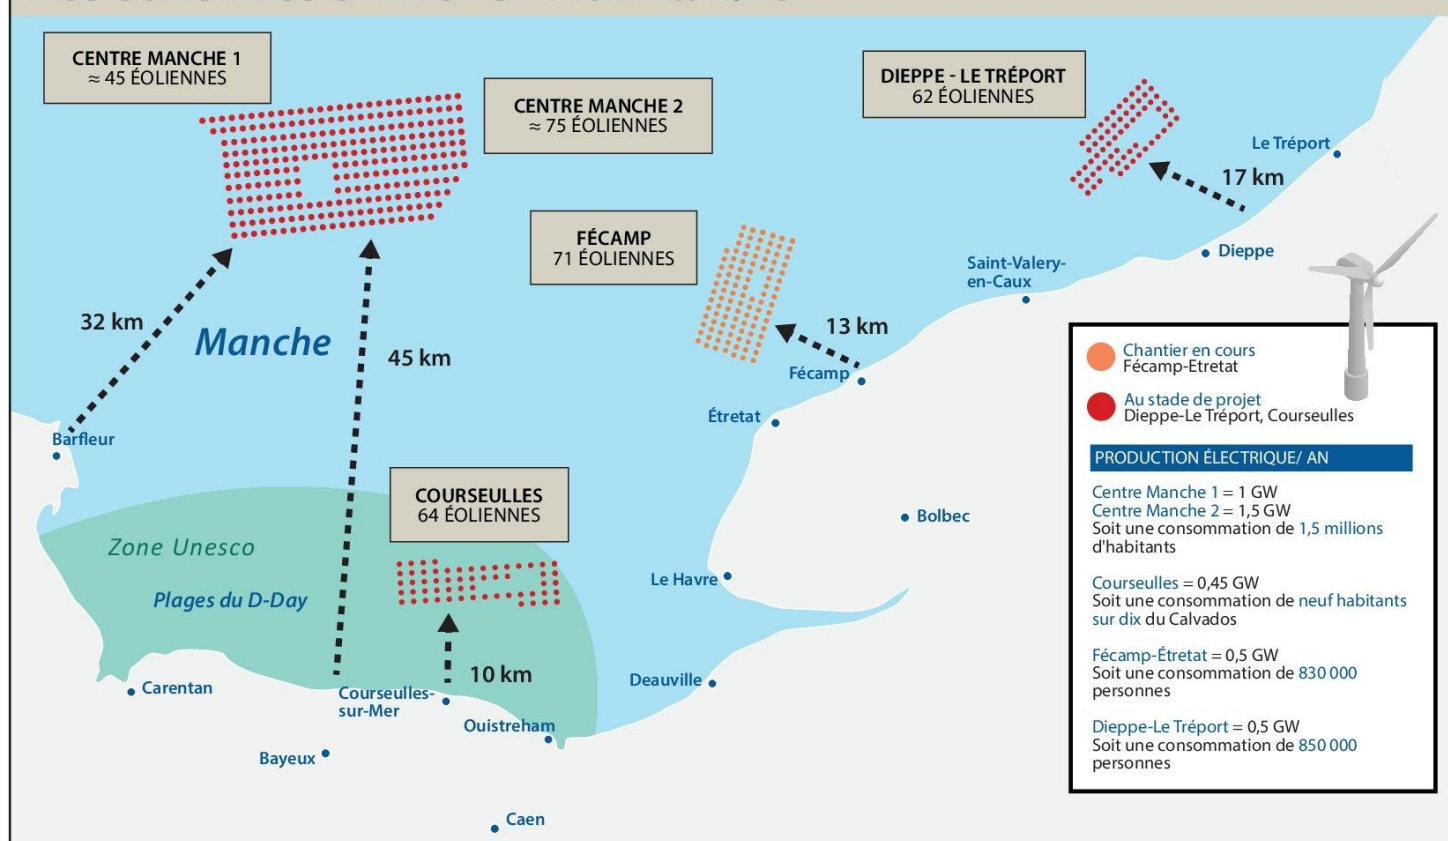 CENTRE MANCHE 1
≈ 45 ÉOLIENNES
CENTRE MANCHE 2
≈ 75 ÉOLIENNES
DIEPPE - LE TRÉPORT
62 ÉOLIENNES
Le Tréport
17 km
FÉCAMP
71 ÉOLIENNES
Dieppe
Saint-Valery-
en-Caux
32 km
Manche
45 km
13 km
Fécamp
Étretat
Barfleur
COURSEULLES
64 ÉOLIENNES
Bolbec
Zone Unesco
Plages du D-Day
Le Havre
10 km
Deauville
Carentan
Courseulles-
sur-Mer
Ouistreham
Bayeux
Caen
Chantier en cours
Fécamp-Etretat
Au stade de projet
Dieppe-Le Tréport, Courseulles
PRODUCTION ÉLECTRIQUE/ AN
Centre Manche 1 = 1 GW
Centre Manche 2 = 1,5 GW
Soit une consommation de 1,5 millions
d'habitants
Courseulles = 0,45 GW
Soit une consommation de neuf habitants
sur dix du Calvados
Fécamp-Étretat = 0,5 GW
Soit une consommation de 830 000
personnes
Dieppe-Le Tréport = 0,5 GW
Soit une consommation de 850 000
personnes